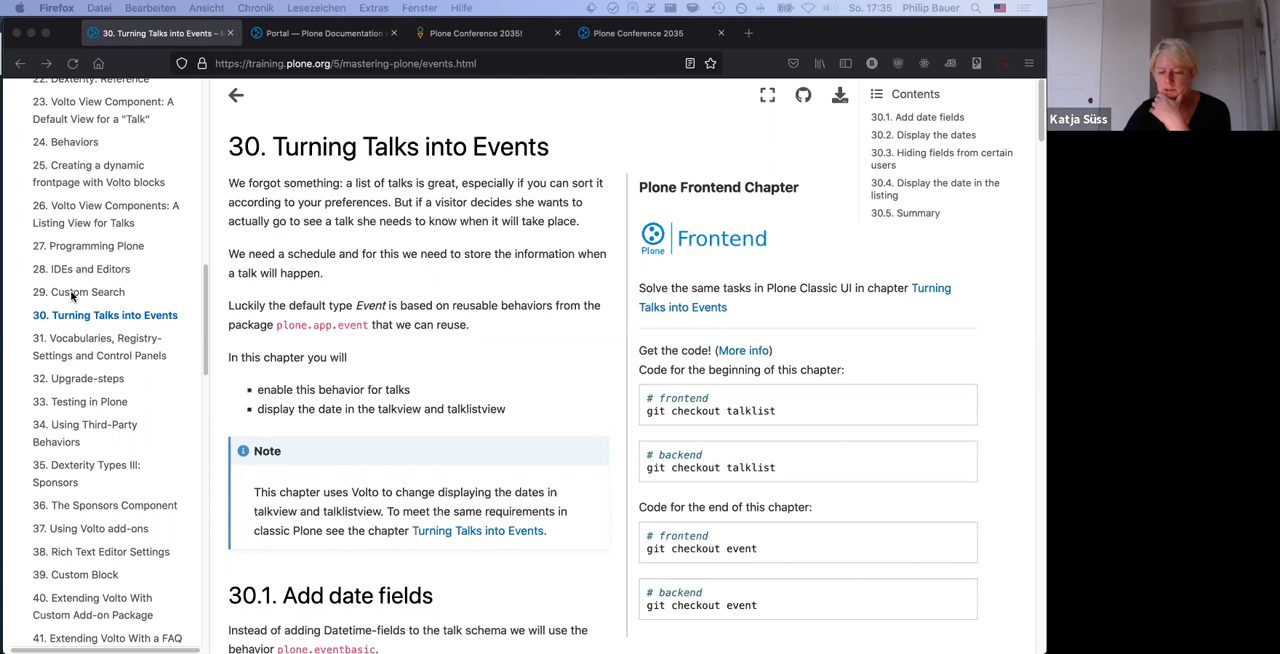 Firefox Datei Bearbeiten Ansicht Chronik Lesezeichen Extras Fenster Hilfe So. 17:35 Philip Bauer
30. Turning Talks into Events – Portal — Plone Documentation Plone Conference 2035! Plone Conference 2035
https://training.plone.org/5/mastering-plone/events.html
22. Dexterity: Reference
23. Volto View Component: A
Default View for a "Talk"
24. Behaviors
25. Creating a dynamic
frontpage with Volto blocks
26. Volto View Components: A
Listing View for Talks
27. Programming Plone
28. IDEs and Editors
29. Custom Search
30. Turning Talks into Events
31. Vocabularies, Registry-
Settings and Control Panels
32. Upgrade-steps
33. Testing in Plone
34. Using Third-Party
Behaviors
35. Dexterity Types III:
Sponsors
36. The Sponsors Component
37. Using Volto add-ons
38. Rich Text Editor Settings
39. Custom Block
40. Extending Volto With
Custom Add-on Package
41. Extending Volto With a FAQ
30. Turning Talks into Events
We forgot something: a list of talks is great, especially if you can sort it
according to your preferences. But if a visitor decides she wants to
actually go to see a talk she needs to know when it will take place.
We need a schedule and for this we need to store the information when
a talk will happen.
Luckily the default type Event is based on reusable behaviors from the
package plone.app.event that we can reuse.
In this chapter you will
enable this behavior for talks
display the date in the talkview and talklistview
Note
This chapter uses Volto to change displaying the dates in
talkview and talklistview. To meet the same requirements in
classic Plone see the chapter Turning Talks into Events.
30.1. Add date fields
Instead of adding Datetime-fields to the talk schema we will use the
behavior plone.eventbasic.
Plone Frontend Chapter
Plone Frontend
Solve the same tasks in Plone Classic UI in chapter Turning
Talks into Events
Get the code! (More info)
Code for the beginning of this chapter:
# frontend
git checkout talklist
# backend
git checkout talklist
Code for the end of this chapter:
# frontend
git checkout event
# backend
git checkout event
Contents
30.1. Add date fields
30.2. Display the dates
30.3. Hiding fields from certain
users
30.4. Display the date in the
listing
30.5. Summary
Katja Süss